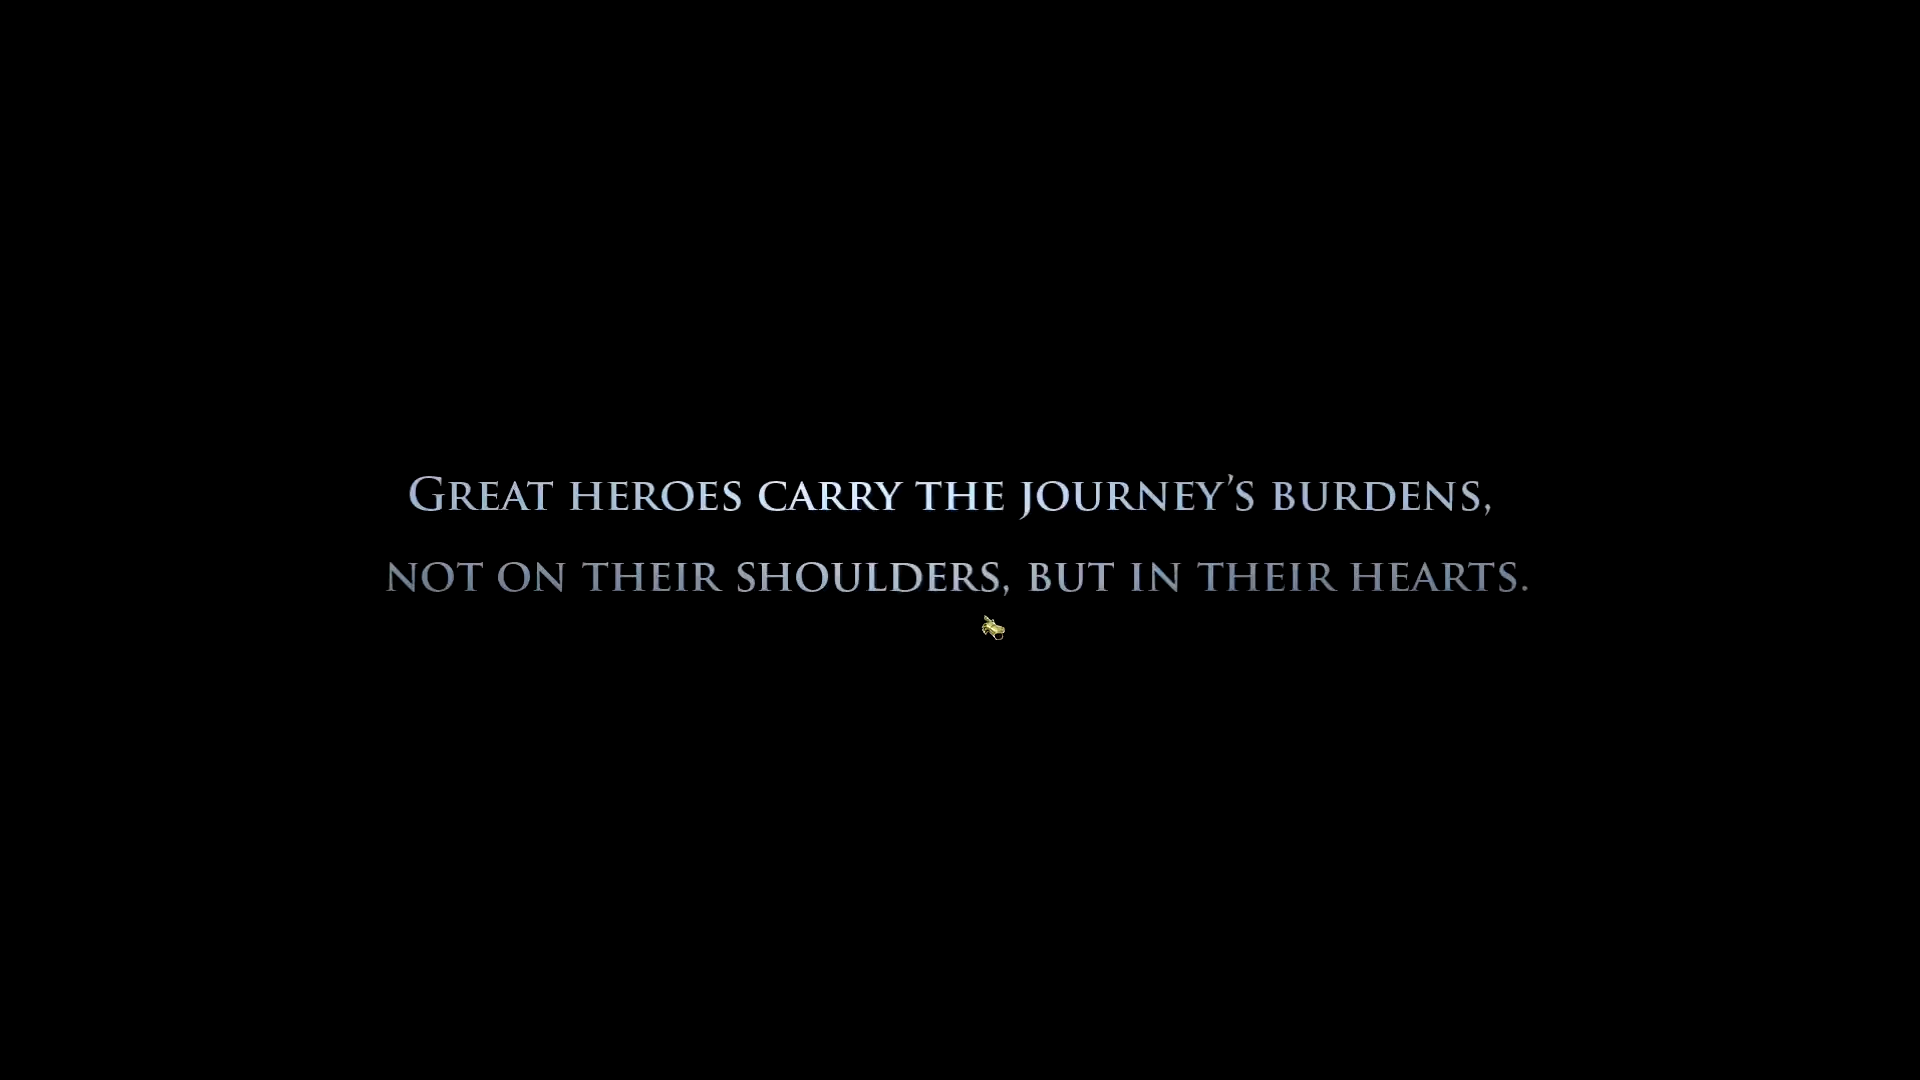 Great heroes carry the journey’s burdens,
not on their shoulders, but in their hearts.